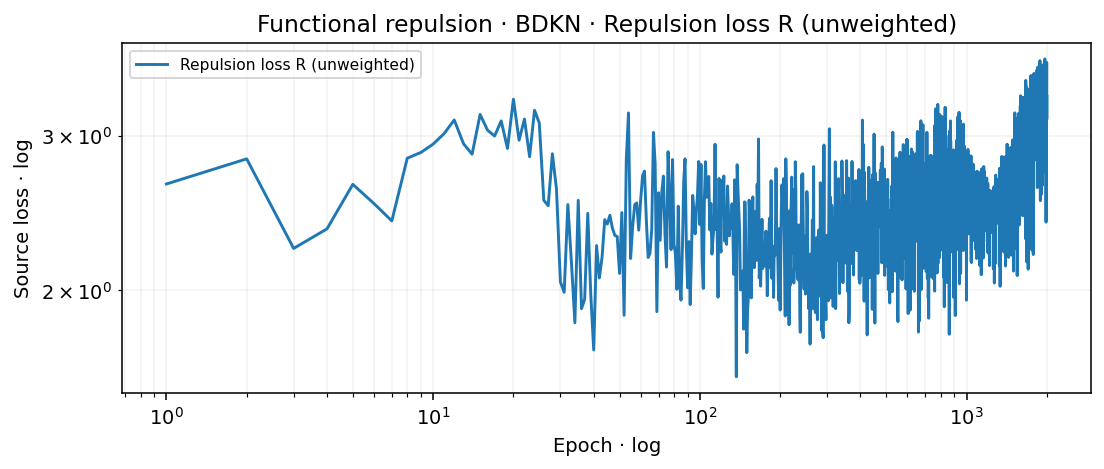 Functional repulsion · BDKN · Repulsion loss R (unweighted)
Repulsion loss R (unweighted)
Source loss · log
3 × 10⁰
2 × 10⁰
10⁰ 10¹ 10² 10³
Epoch · log